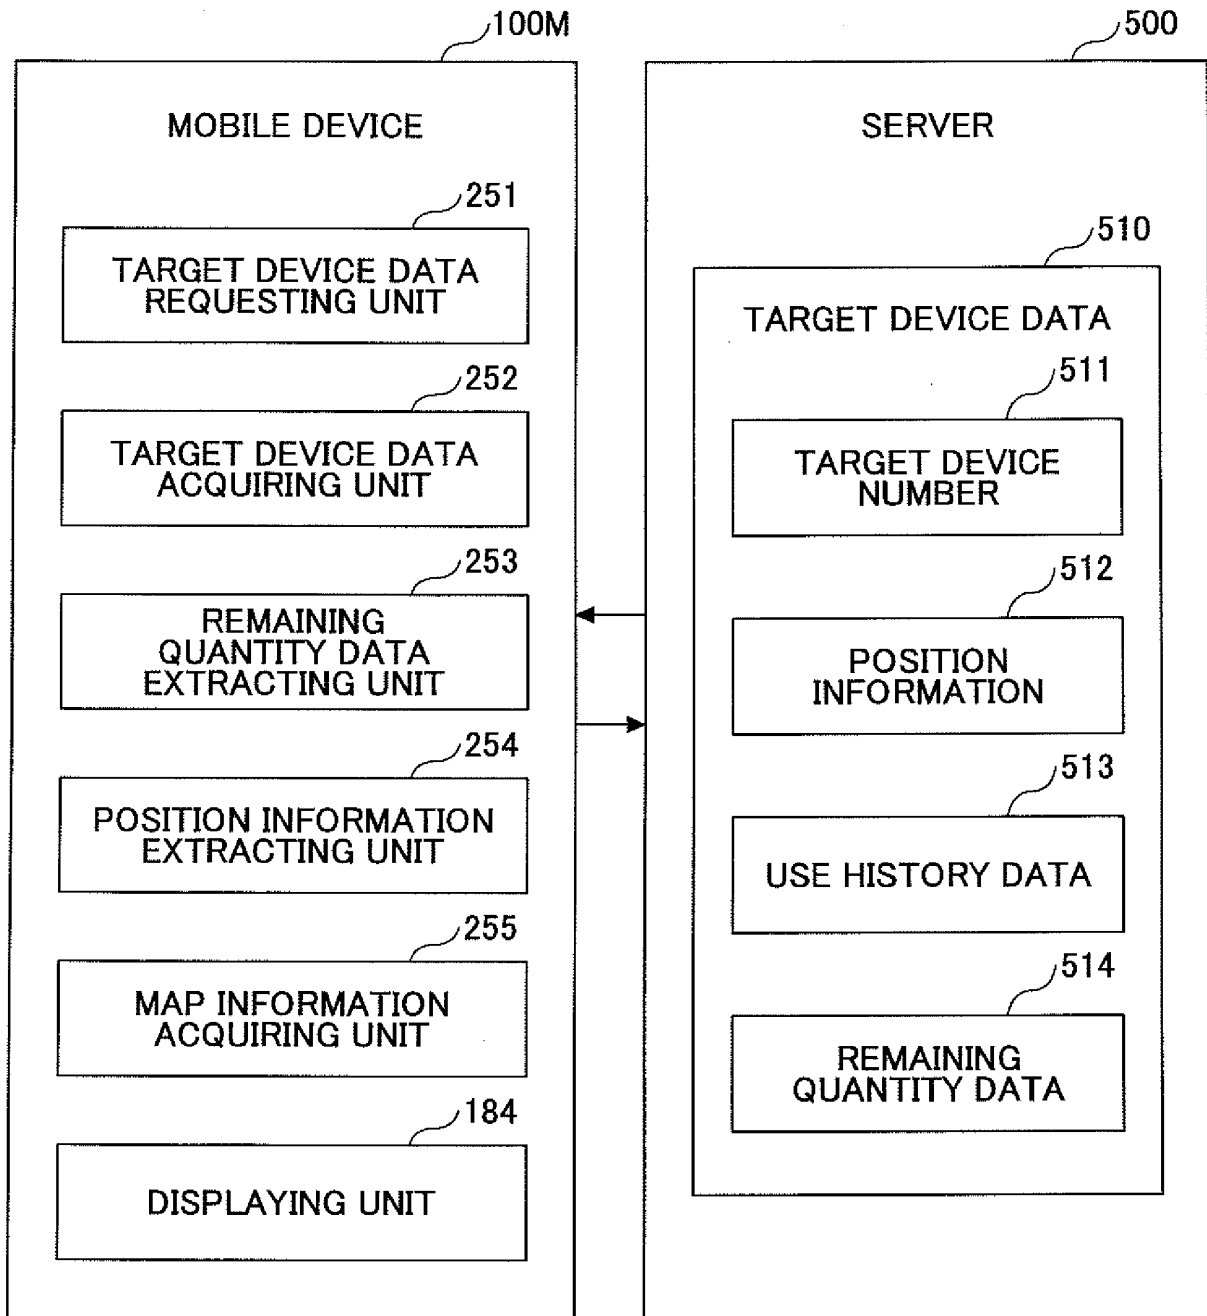 100M
MOBILE DEVICE
251
TARGET DEVICE DATA
REQUESTING UNIT
252
TARGET DEVICE DATA
ACQUIRING UNIT
253
REMAINING
QUANTITY DATA
EXTRACTING UNIT
254
POSITION INFORMATION
EXTRACTING UNIT
255
MAP INFORMATION
ACQUIRING UNIT
184
DISPLAYING UNIT
500
SERVER
510
TARGET DEVICE DATA
511
TARGET DEVICE
NUMBER
512
POSITION
INFORMATION
513
USE HISTORY DATA
514
REMAINING
QUANTITY DATA